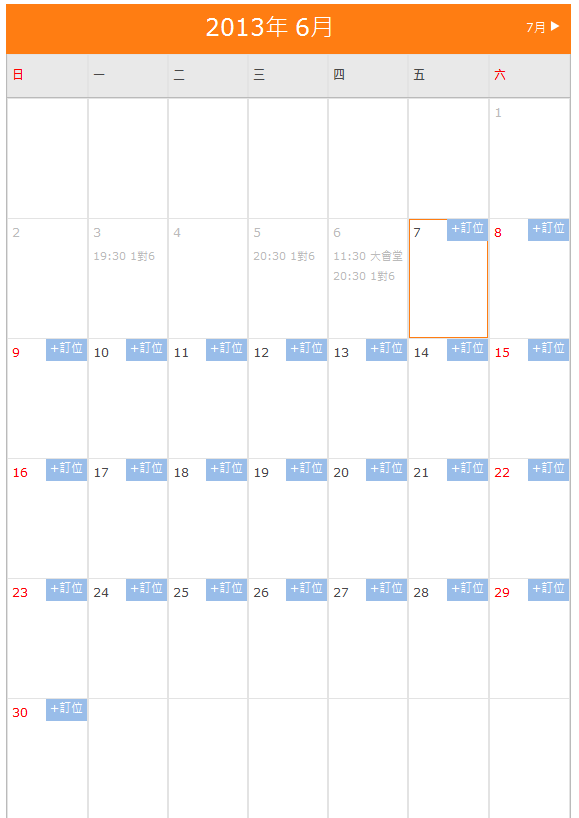 2013年 6月
7月 ▶
日 一 二 三 四 五 六
1
2 3 4 5 6 7 +訂位 8 +訂位
19:30 1對6 20:30 1對6 11:30 大會堂
20:30 1對6
9 +訂位 10 +訂位 11 +訂位 12 +訂位 13 +訂位 14 +訂位 15 +訂位
16 +訂位 17 +訂位 18 +訂位 19 +訂位 20 +訂位 21 +訂位 22 +訂位
23 +訂位 24 +訂位 25 +訂位 26 +訂位 27 +訂位 28 +訂位 29 +訂位
30 +訂位